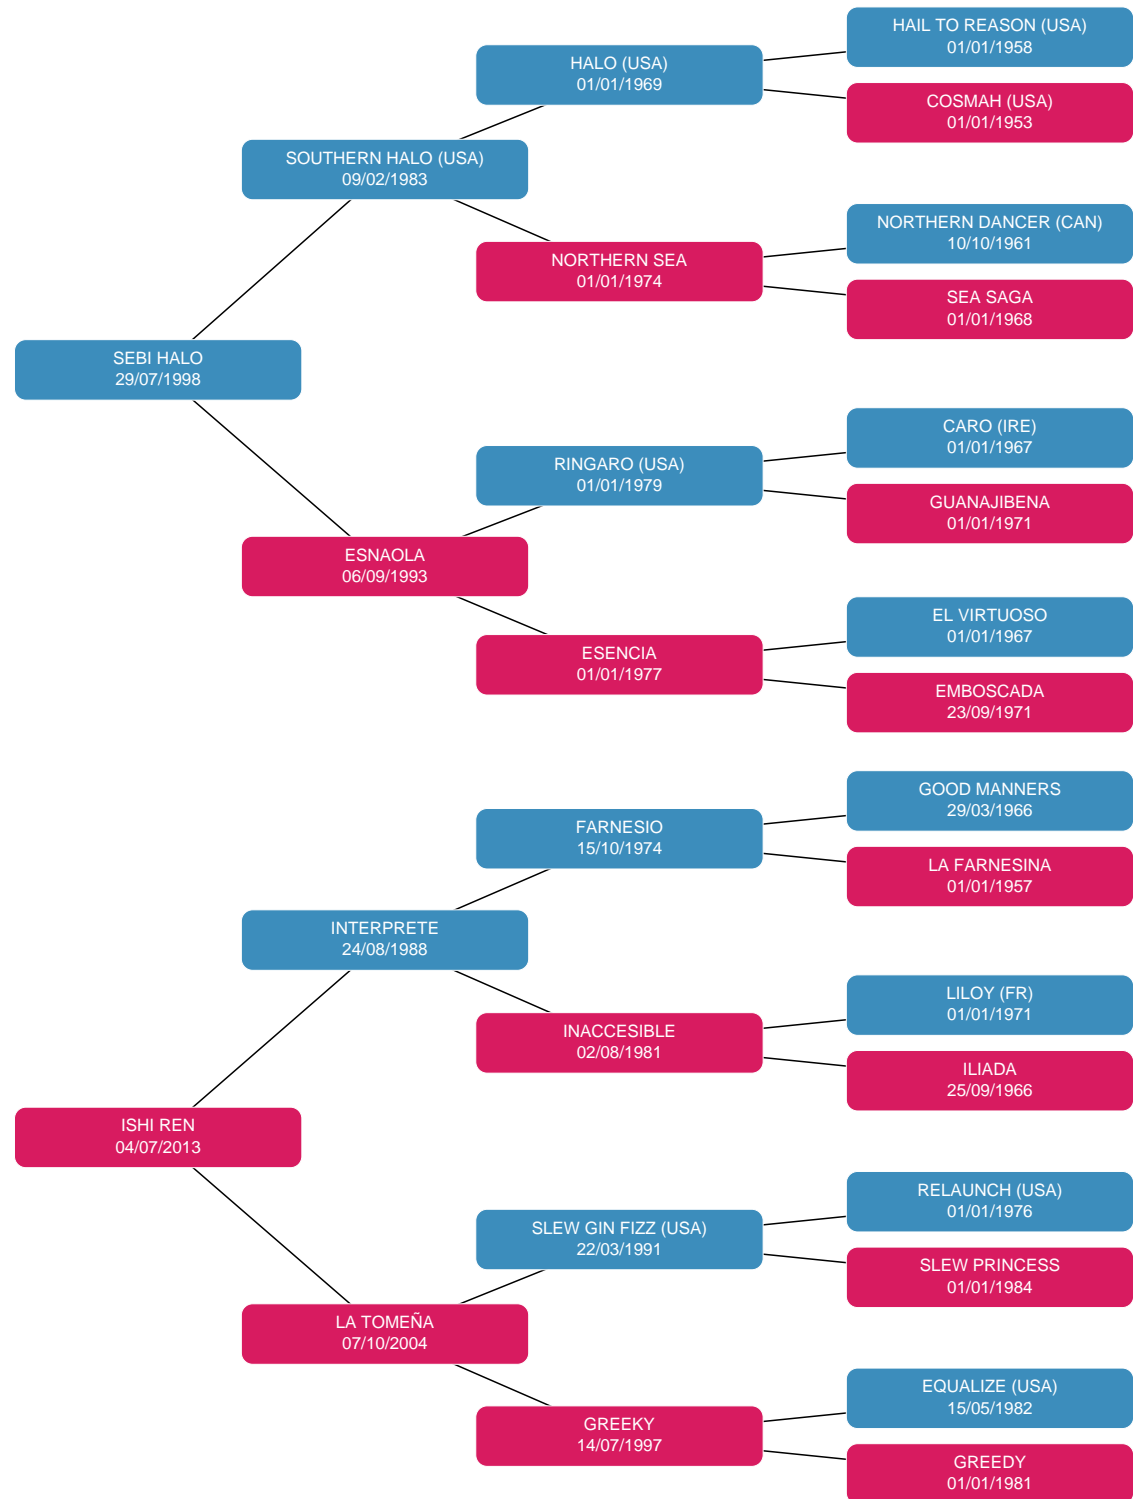 HAIL TO REASON (USA)
01/01/1958
HALO (USA)
01/01/1969
COSMAH (USA)
01/01/1953
SOUTHERN HALO (USA)
09/02/1983
NORTHERN DANCER (CAN)
10/10/1961
NORTHERN SEA
01/01/1974
SEA SAGA
01/01/1968
SEBI HALO
29/07/1998
CARO (IRE)
01/01/1967
RINGARO (USA)
01/01/1979
GUANAJIBENA
01/01/1971
ESNAOLA
06/09/1993
EL VIRTUOSO
01/01/1967
ESENCIA
01/01/1977
EMBOSCADA
23/09/1971
GOOD MANNERS
29/03/1966
FARNESIO
15/10/1974
LA FARNESINA
01/01/1957
INTERPRETE
24/08/1988
LILOY (FR)
01/01/1971
INACCESIBLE
02/08/1981
ILIADA
25/09/1966
ISHI REN
04/07/2013
RELAUNCH (USA)
01/01/1976
SLEW GIN FIZZ (USA)
22/03/1991
SLEW PRINCESS
01/01/1984
LA TOMEÑA
07/10/2004
EQUALIZE (USA)
15/05/1982
GREEKY
14/07/1997
GREEDY
01/01/1981